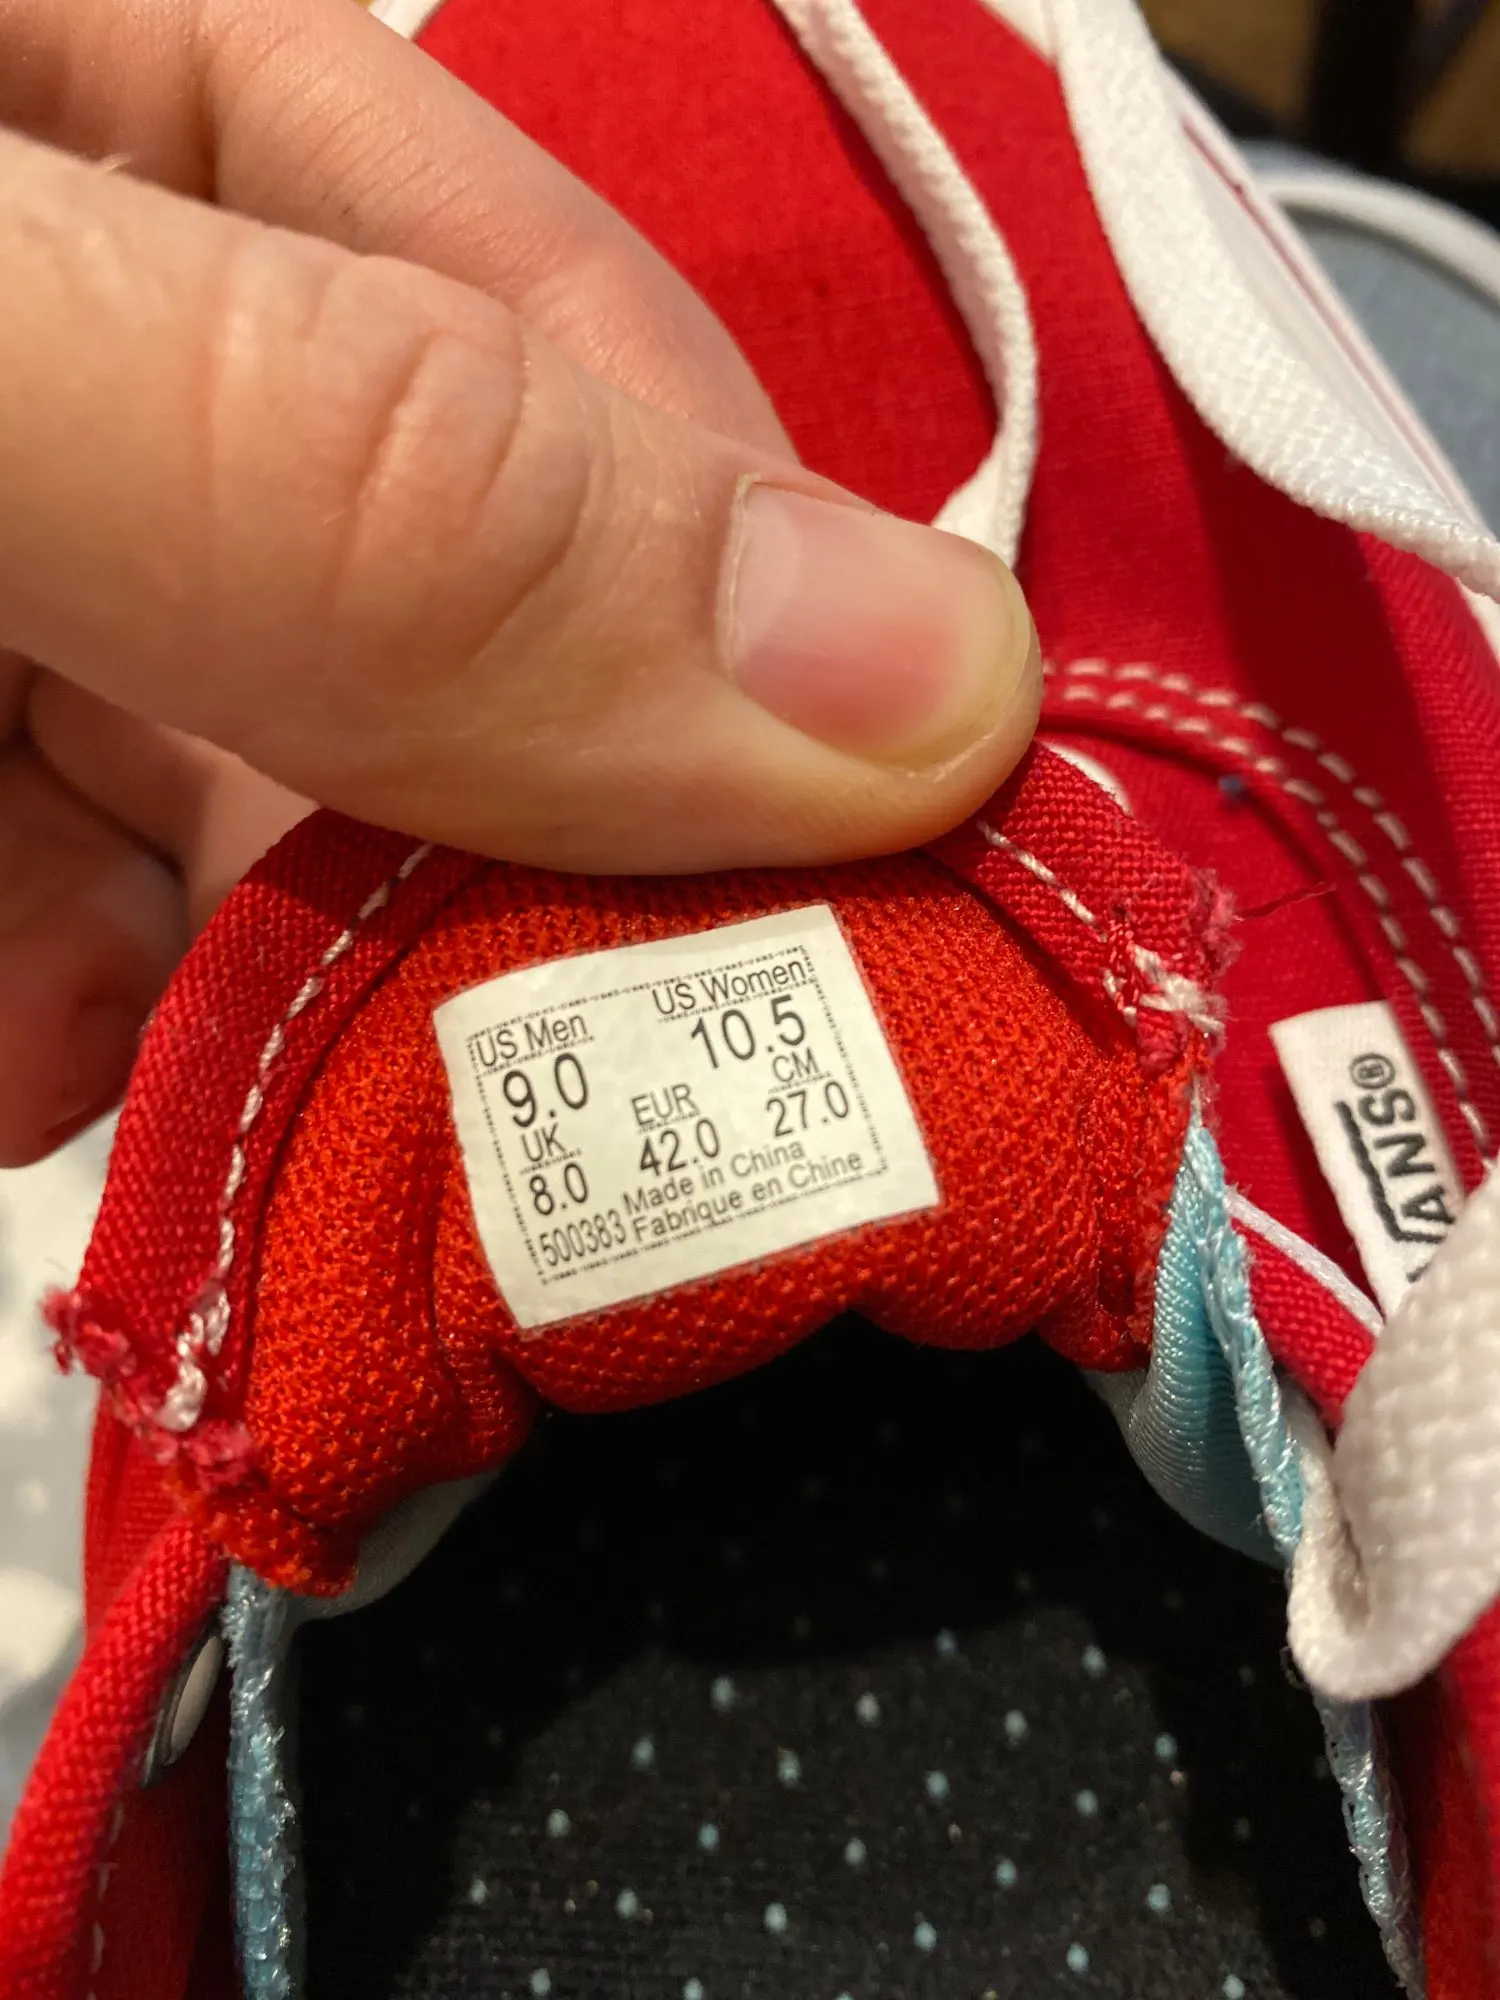 US Men US Women
9.0 10.5
UK EUR CM
8.0 42.0 27.0
500383 Made in China
Fabrique en Chine
VANS®